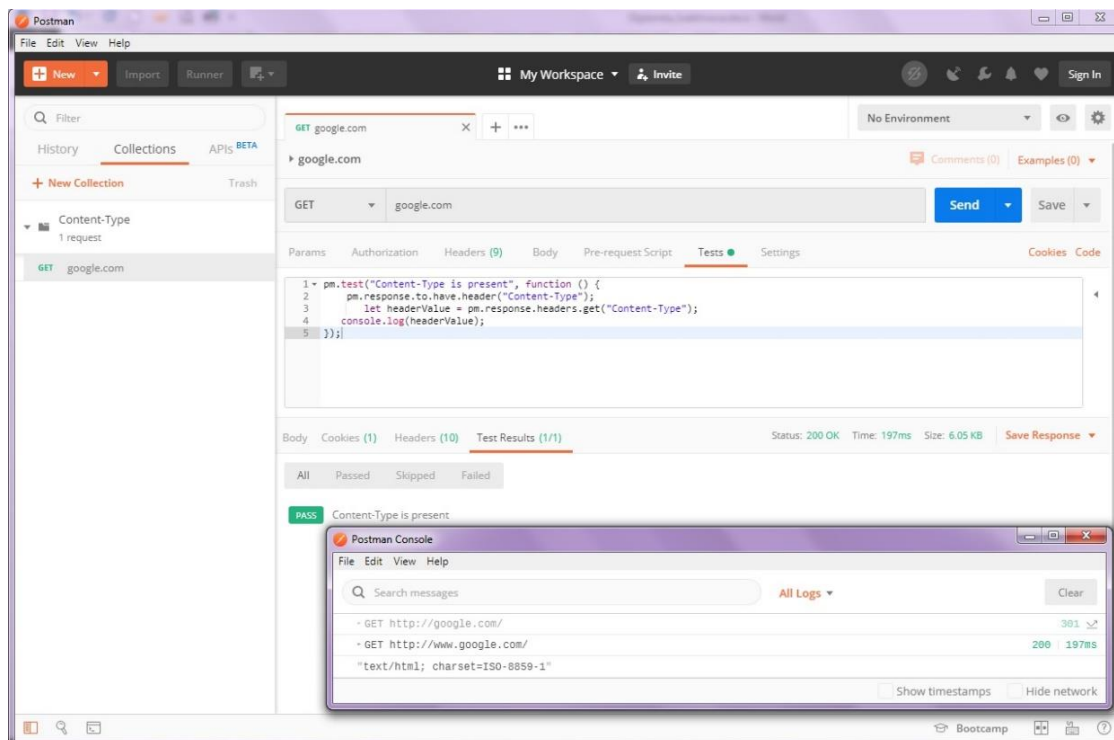 Postman
File Edit View Help
New Import Runner My Workspace Invite Sign In
Filter
History Collections APIs BETA
+ New Collection Trash
Content-Type
1 request
GET google.com
GET google.com No Environment
google.com Comments (0) Examples (0)
GET google.com Send Save
Params Authorization Headers (9) Body Pre-request Script Tests Settings Cookies Code
1 pm.test("Content-Type is present", function () {
2 pm.response.to.have.header("Content-Type");
3 let headerValue = pm.response.headers.get("Content-Type");
4 console.log(headerValue);
5 });
Body Cookies (1) Headers (10) Test Results (1/1) Status: 200 OK Time: 197ms Size: 6.05 KB Save Response
All Passed Skipped Failed
PASS Content-Type is present
Postman Console
File Edit View Help
Search messages All Logs Clear
GET http://google.com/ 301
GET http://www.google.com/ 200 197ms
"text/html; charset=ISO-8859-1"
Show timestamps Hide network
Bootcamp